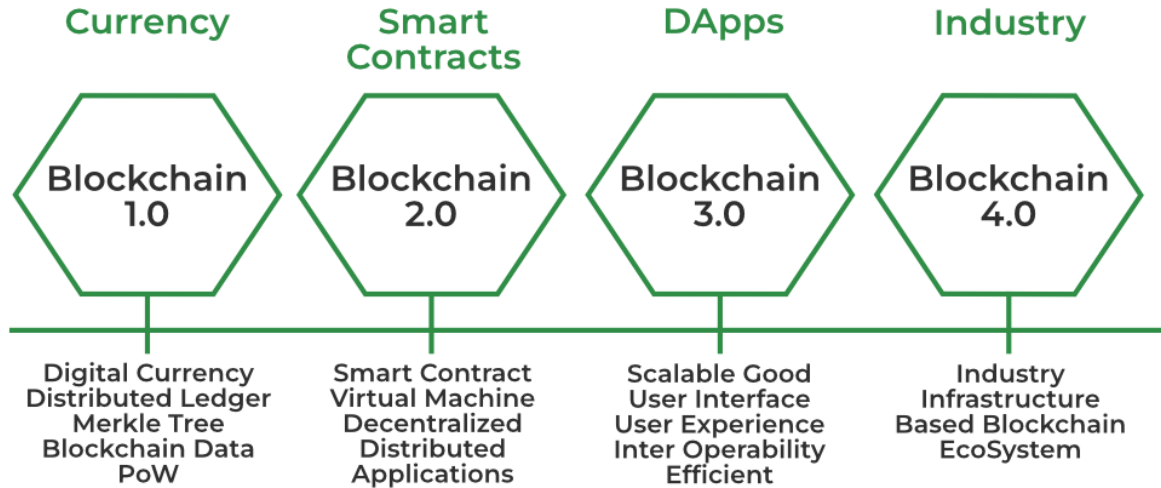 Currency
Smart
Contracts
DApps
Industry
Blockchain
1.0
Blockchain
2.0
Blockchain
3.0
Blockchain
4.0
Digital Currency
Distributed Ledger
Merkle Tree
Blockchain Data
PoW
Smart Contract
Virtual Machine
Decentralized
Distributed
Applications
Scalable Good
User Interface
User Experience
Inter Operability
Efficient
Industry
Infrastructure
Based Blockchain
EcoSystem